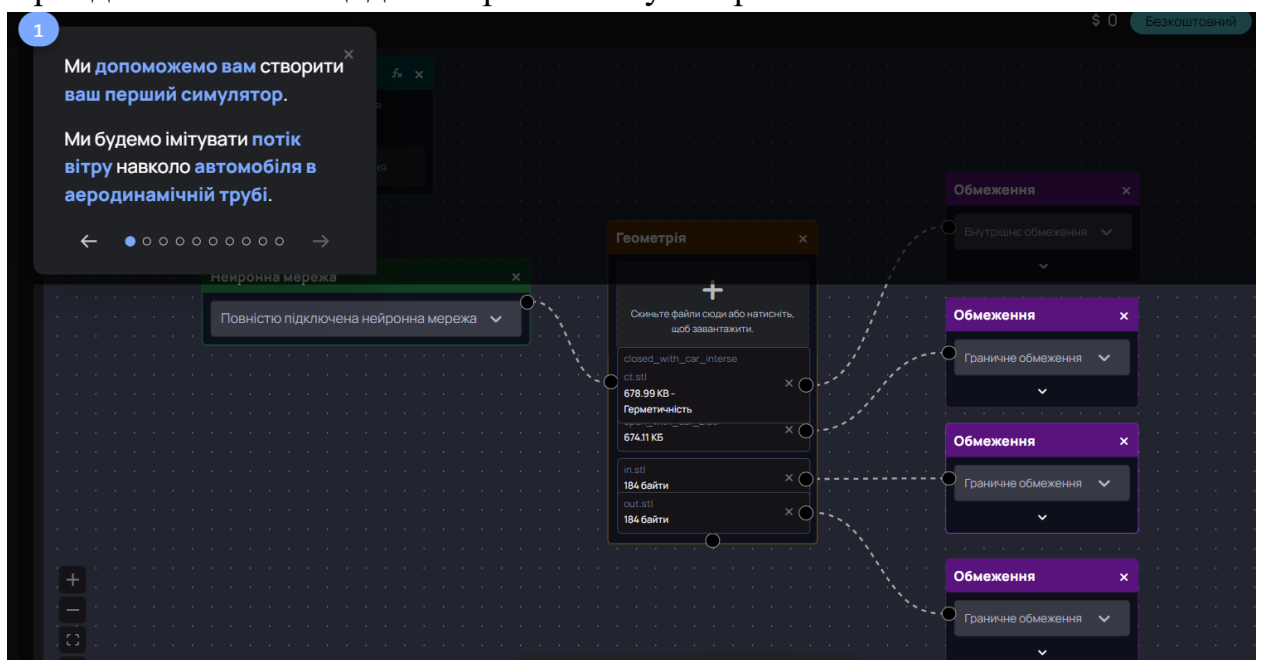 1
$ 0 Безкоштовний
Ми допоможемо вам створити
ваш перший симулятор.
Ми будемо імітувати потік
вітру навколо автомобіля в
аеродинамічній трубі.
Обмеження
Внутрішнє обмеження
Геометрія
Нейронна мережа
Повністю підключена нейронна мережа
Скиньте файли сюди або натисніть,
щоб завантажити.
closed_with_car_interse
ct.stl
678.99 KB -
Герметичність
674.11 КБ
in.stl
184 байти
out.stl
184 байти
Обмеження
Граничне обмеження
Обмеження
Граничне обмеження
Обмеження
Граничне обмеження